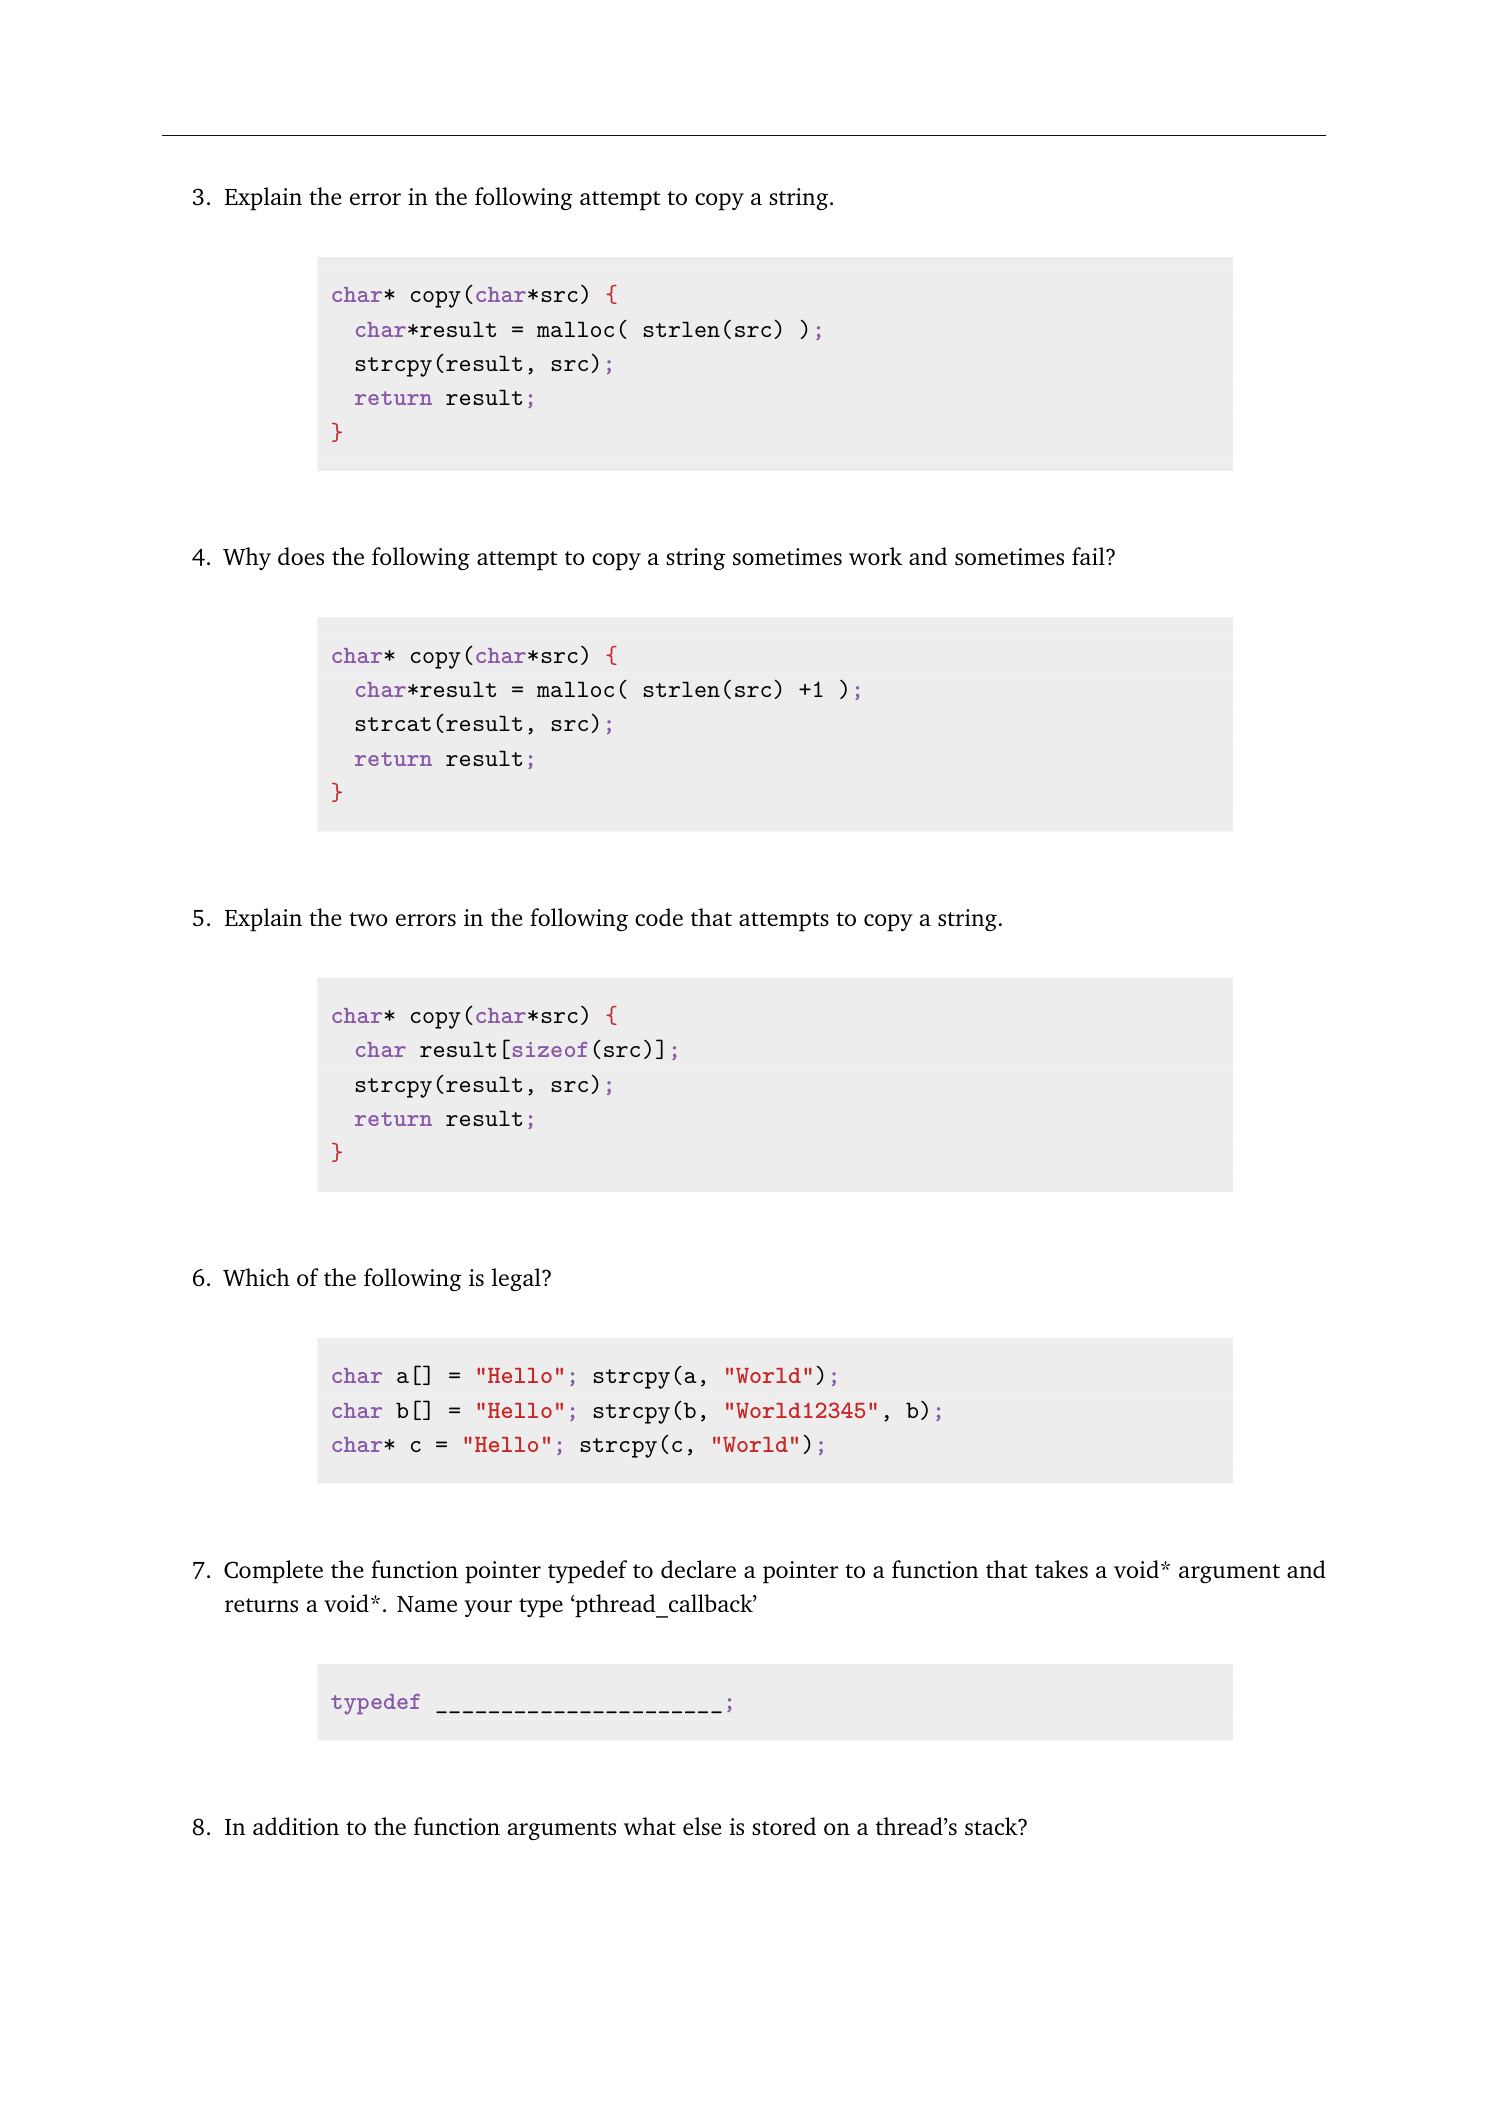 3. Explain the error in the following attempt to copy a string.
char* copy(char*src) {
  char*result = malloc( strlen(src) );
  strcpy(result, src);
  return result;
}
4. Why does the following attempt to copy a string sometimes work and sometimes fail?
char* copy(char*src) {
  char*result = malloc( strlen(src) +1 );
  strcat(result, src);
  return result;
}
5. Explain the two errors in the following code that attempts to copy a string.
char* copy(char*src) {
  char result[sizeof(src)];
  strcpy(result, src);
  return result;
}
6. Which of the following is legal?
char a[] = "Hello"; strcpy(a, "World");
char b[] = "Hello"; strcpy(b, "World12345", b);
char* c = "Hello"; strcpy(c, "World");
7. Complete the function pointer typedef to declare a pointer to a function that takes a void* argument and
returns a void*. Name your type ‘pthread_callback’
typedef ______________________;
8. In addition to the function arguments what else is stored on a thread’s stack?